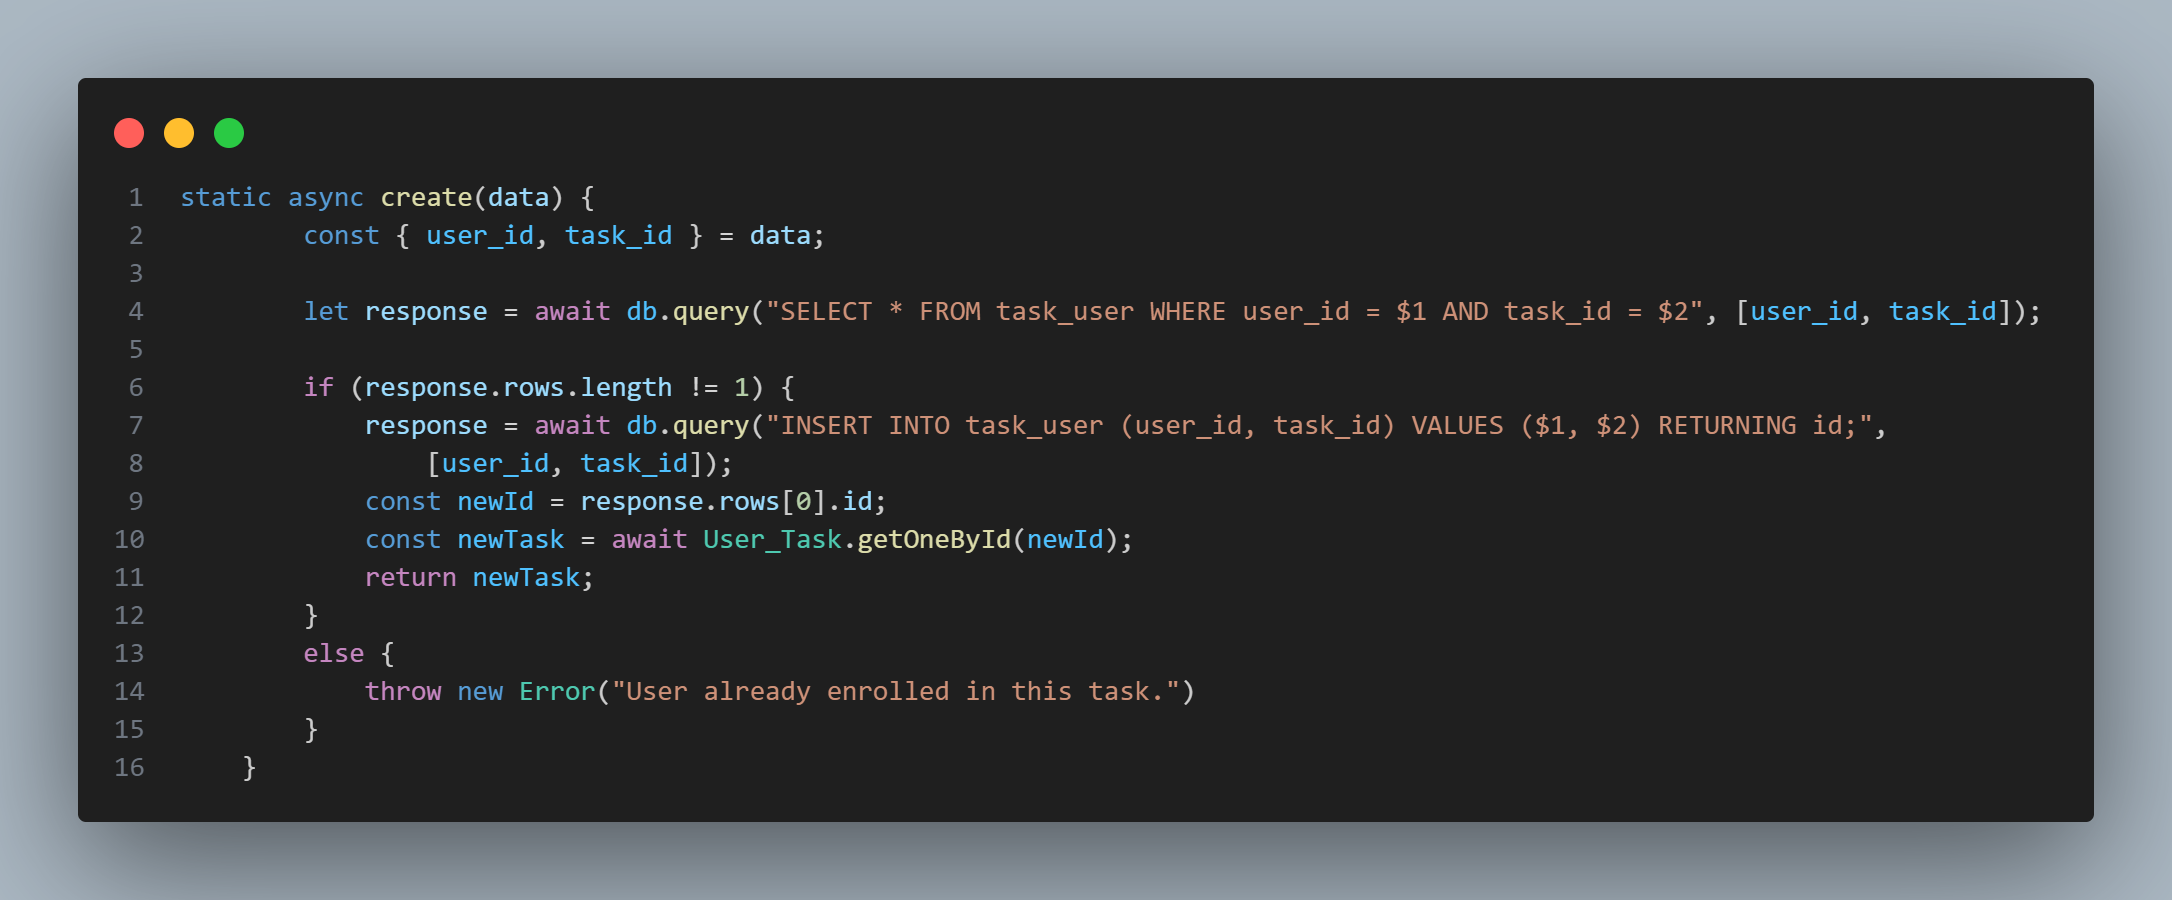 1 static async create(data) {
2 const { user_id, task_id } = data;
3
4 let response = await db.query("SELECT * FROM task_user WHERE user_id = $1 AND task_id = $2", [user_id, task_id]);
5
6 if (response.rows.length != 1) {
7 response = await db.query("INSERT INTO task_user (user_id, task_id) VALUES ($1, $2) RETURNING id;",
8 [user_id, task_id]);
9 const newId = response.rows[0].id;
10 const newTask = await User_Task.getOneById(newId);
11 return newTask;
12 }
13 else {
14 throw new Error("User already enrolled in this task.")
15 }
16 }